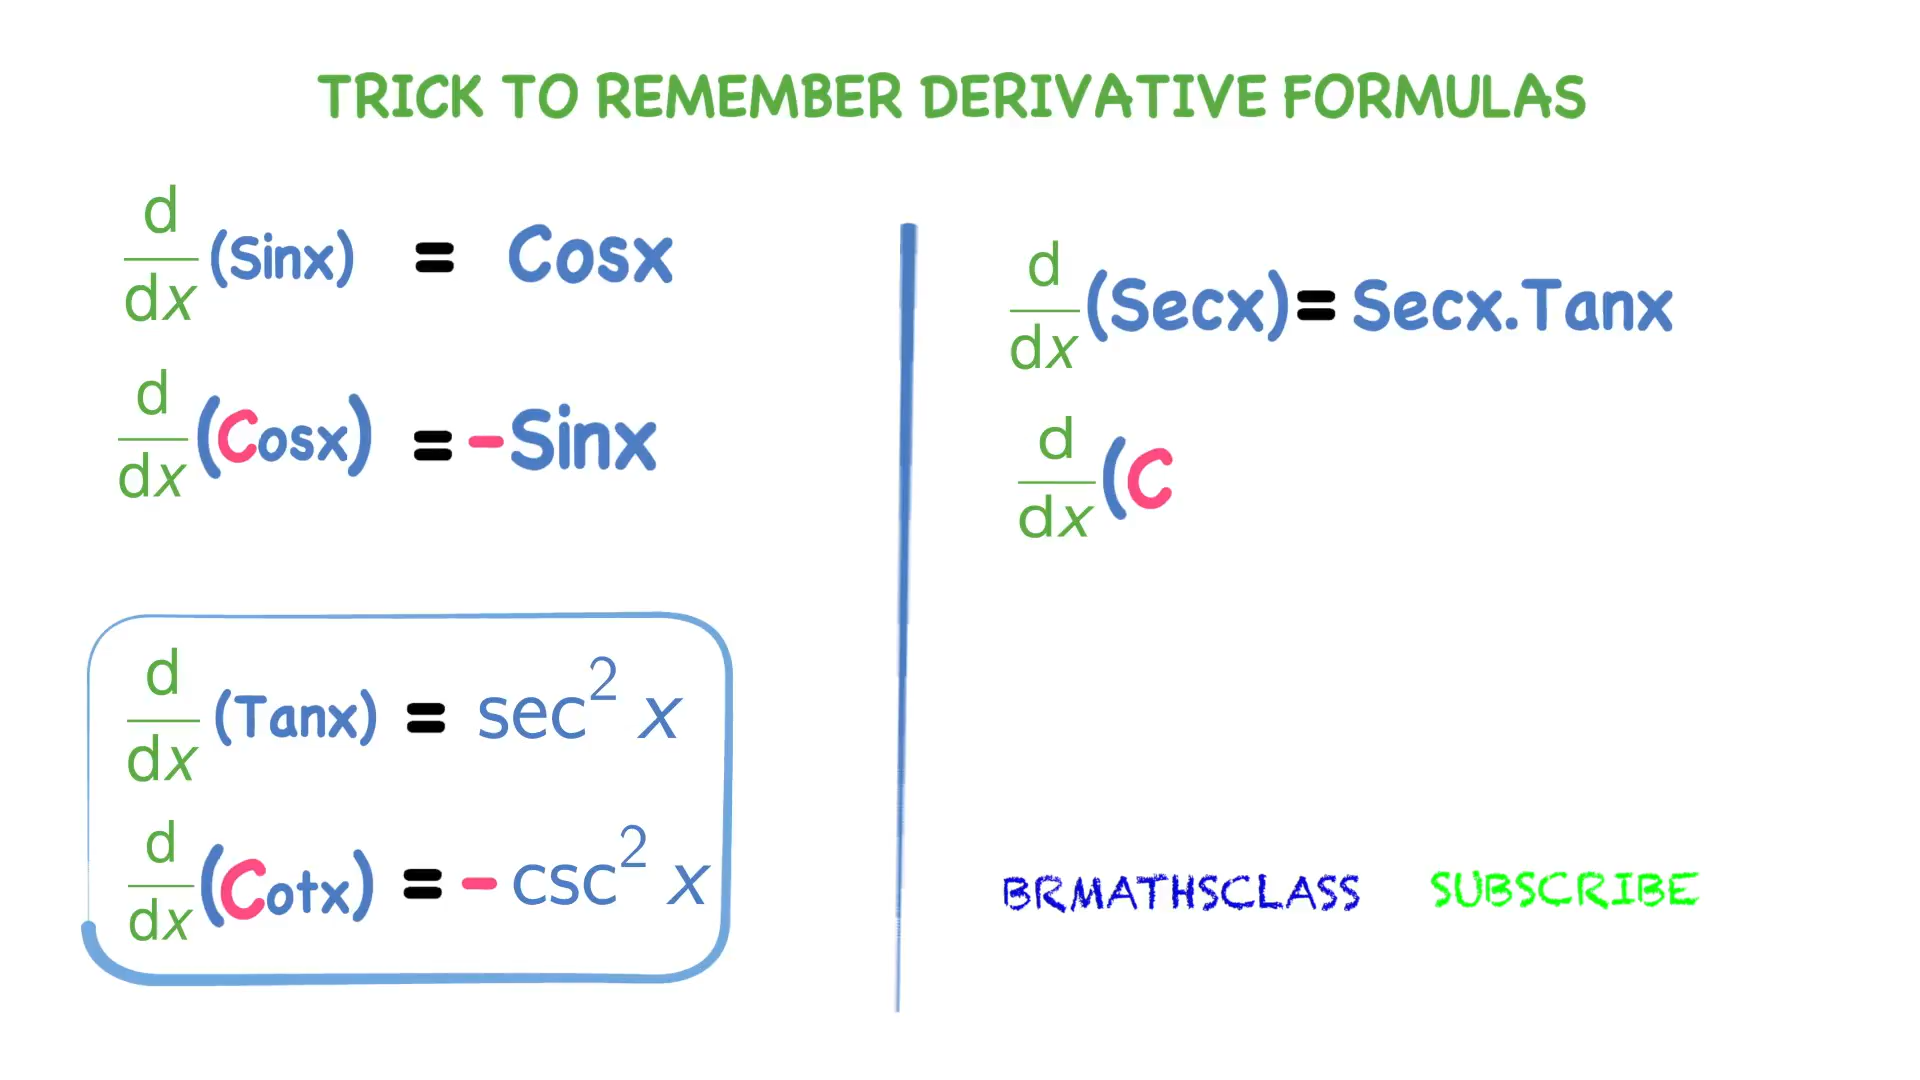 TRICK TO REMEMBER DERIVATIVE FORMULAS
d/dx (Sinx) = Cosx
d/dx (Cosx) = -Sinx
d/dx (Tanx) = sec² x
d/dx (Cotx) = - csc² x
d/dx (Secx) = Secx.Tanx
d/dx (C
BRMATHSCLASS SUBSCRIBE